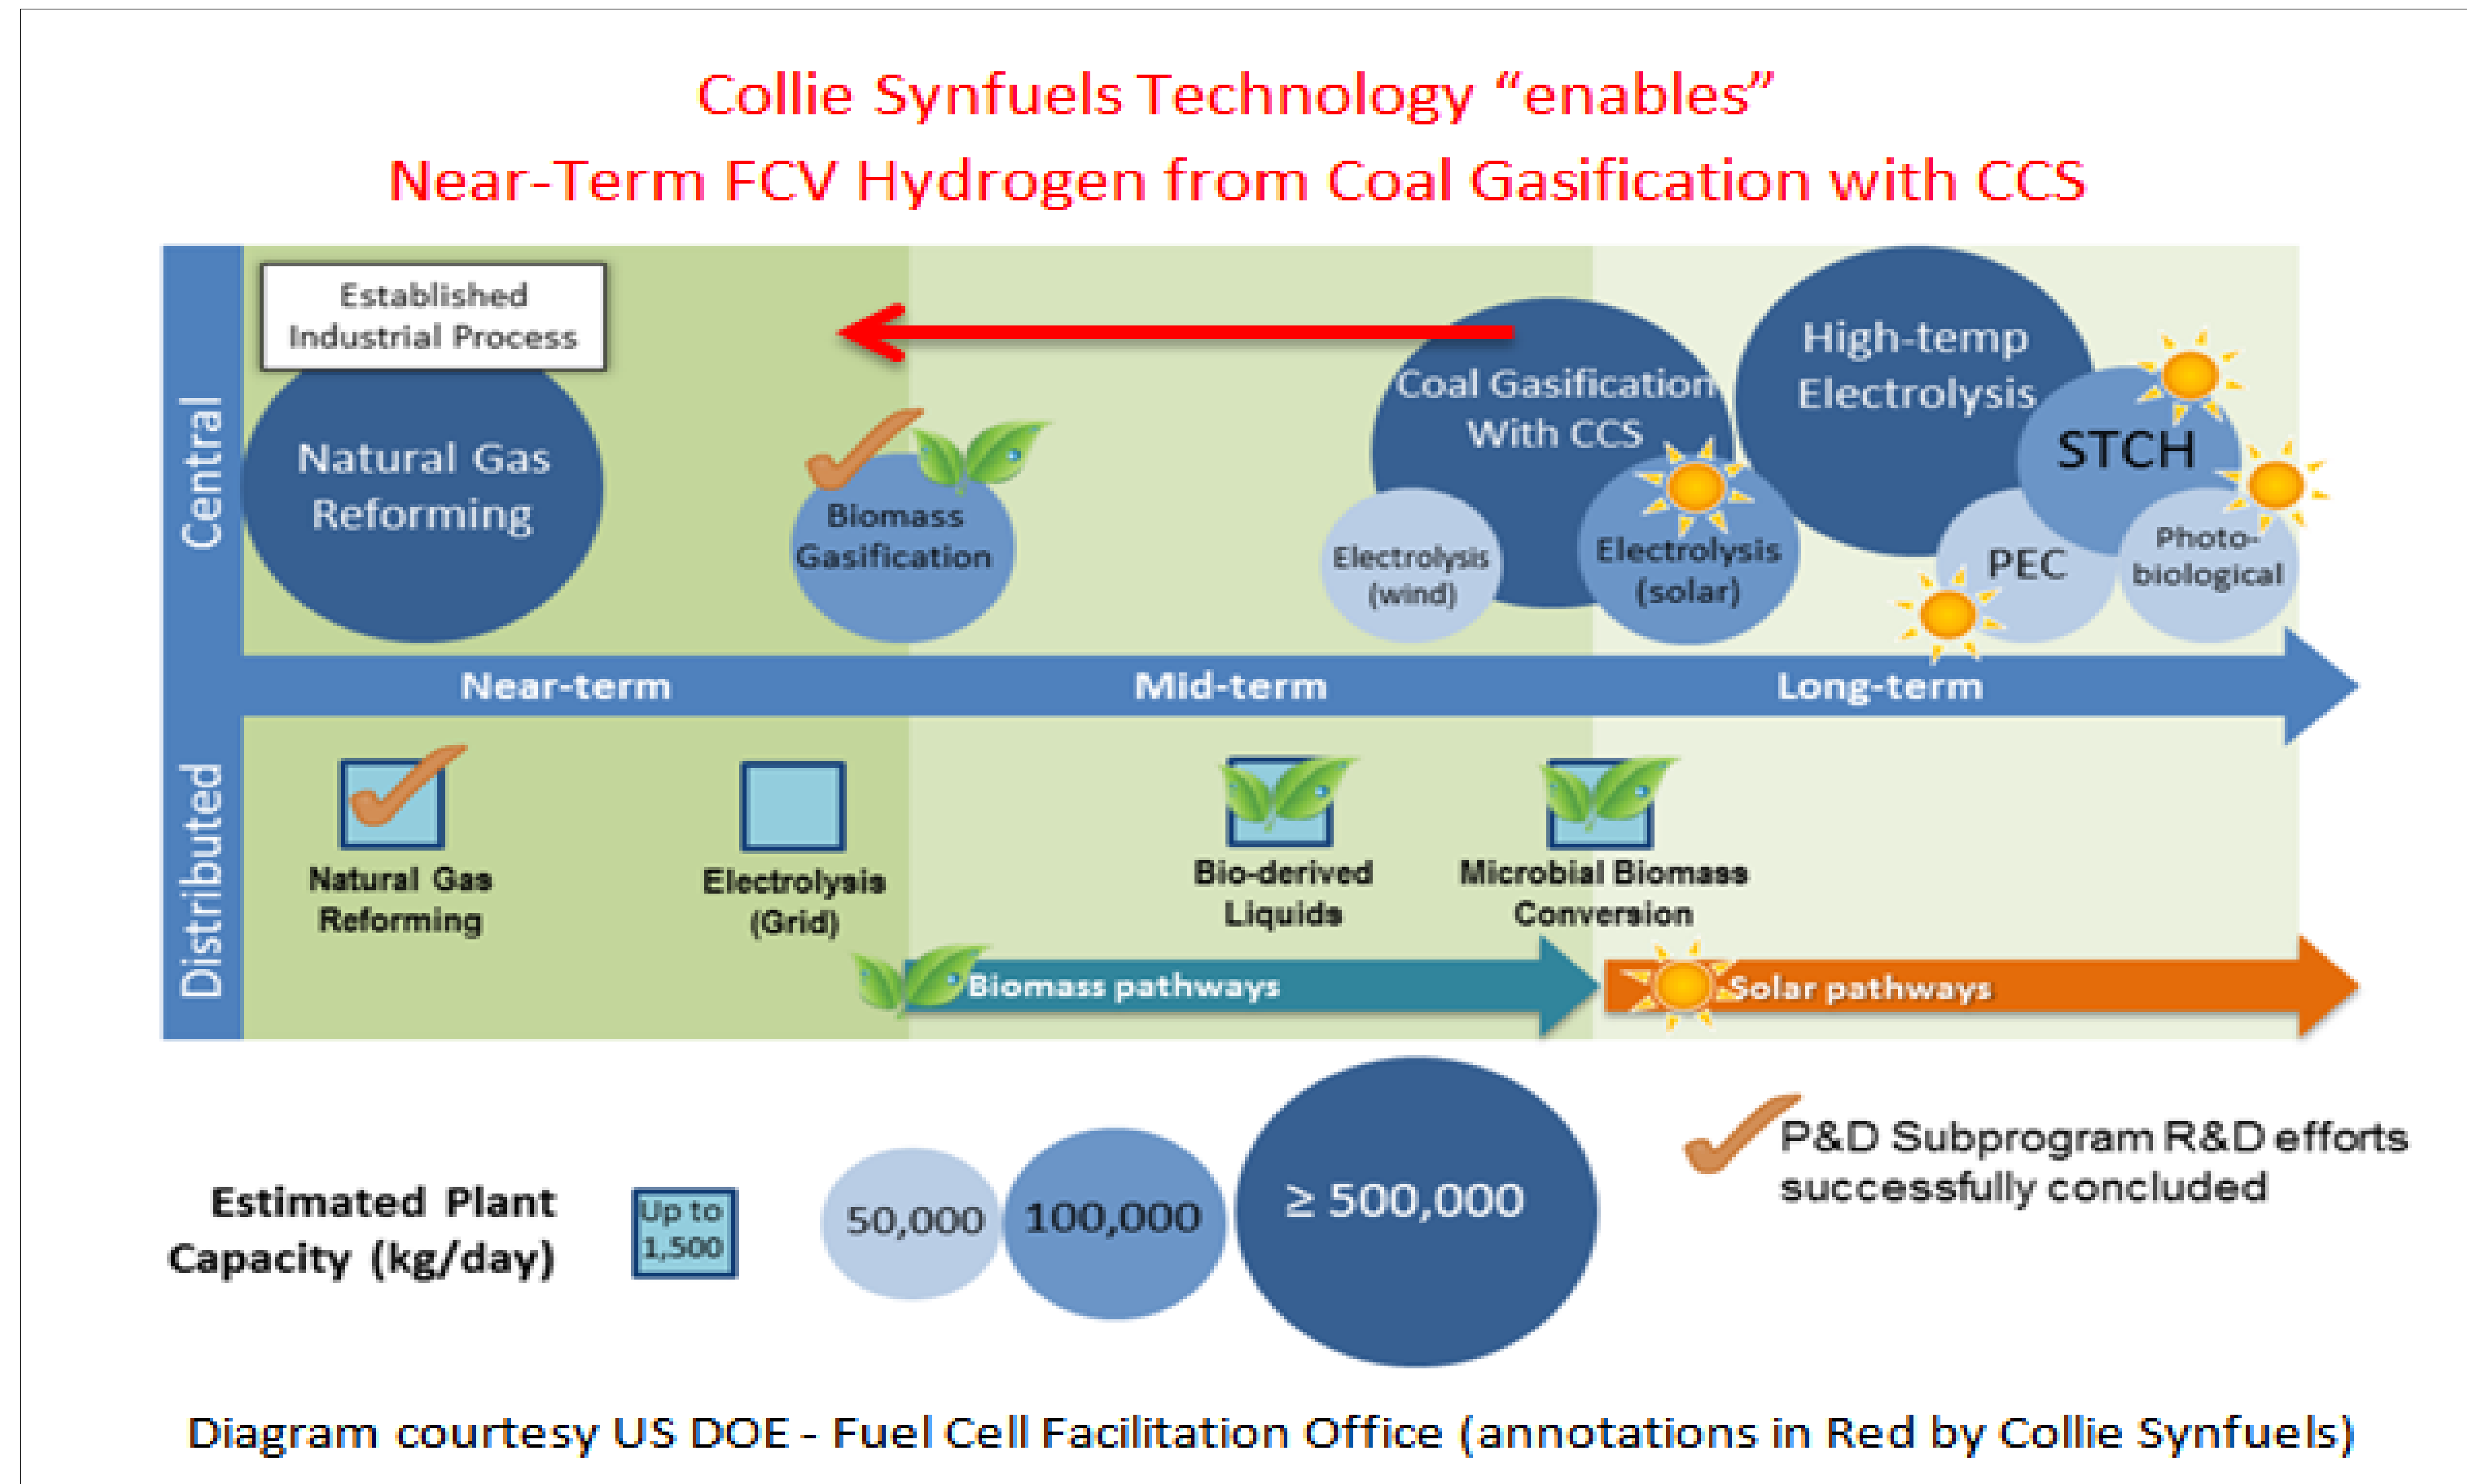 Collie Synfuels Technology “enables”
Near-Term FCV Hydrogen from Coal Gasification with CCS
Central
Established
Industrial Process
Natural Gas
Reforming
Biomass
Gasification
Coal Gasification
With CCS
Electrolysis
(wind)
Electrolysis
(solar)
High-temp
Electrolysis
STCH
PEC
Photo-
biological
Near-term
Mid-term
Long-term
Distributed
Natural Gas
Reforming
Electrolysis
(Grid)
Bio-derived
Liquids
Microbial Biomass
Conversion
Biomass pathways
Solar pathways
Estimated Plant
Capacity (kg/day)
Up to
1,500
50,000
100,000
≥ 500,000
P&D Subprogram R&D efforts
successfully concluded
Diagram courtesy US DOE - Fuel Cell Facilitation Office (annotations in Red by Collie Synfuels)